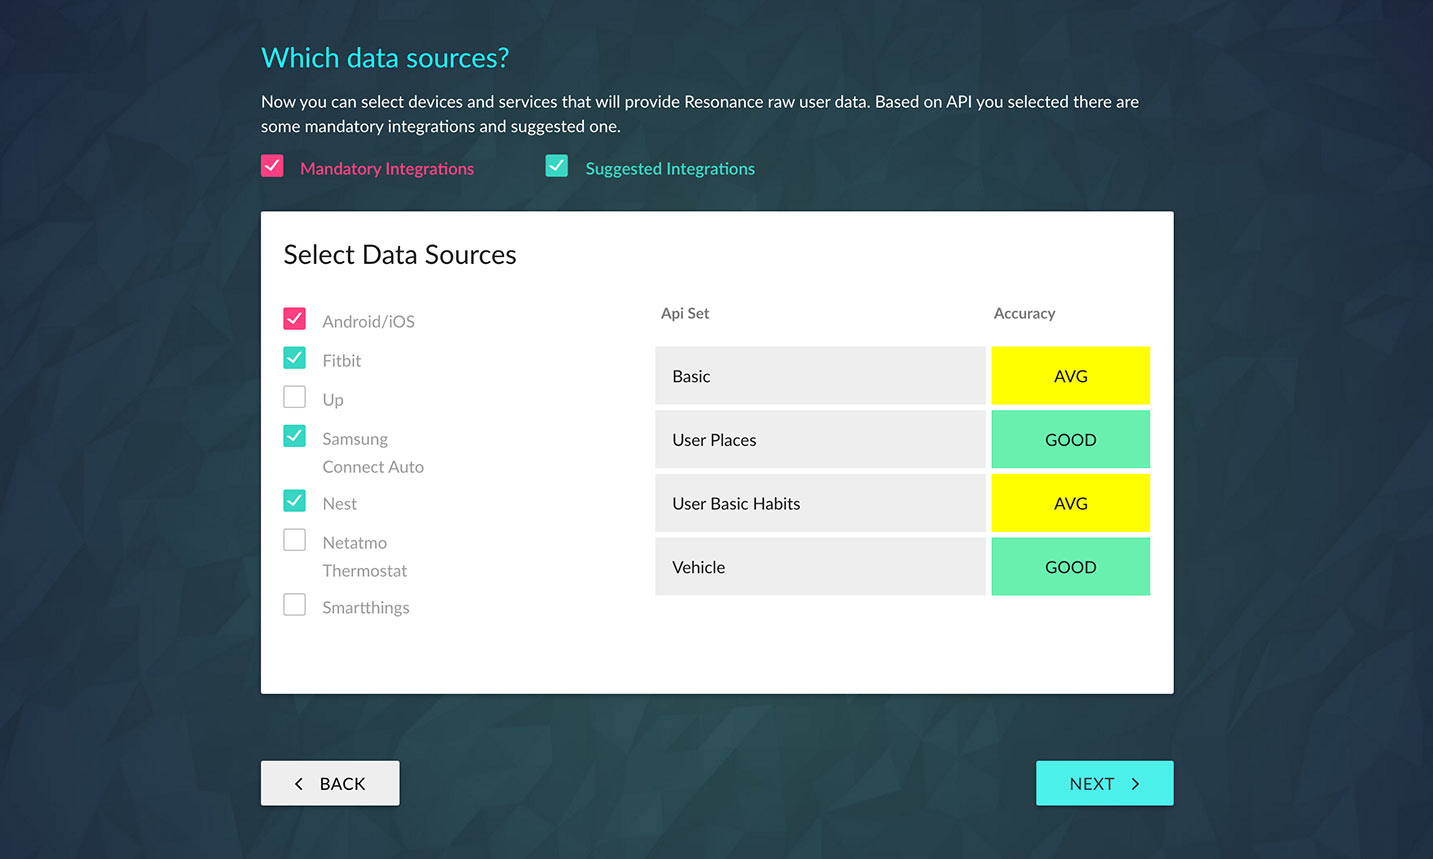 Which data sources?
Now you can select devices and services that will provide Resonance raw user data. Based on API you selected there are
some mandatory integrations and suggested one.
Mandatory Integrations
Suggested Integrations
Select Data Sources
Android/iOS
Fitbit
Up
Samsung
Connect Auto
Nest
Netatmo
Thermostat
Smartthings
Api Set
Accuracy
Basic
AVG
User Places
GOOD
User Basic Habits
AVG
Vehicle
GOOD
BACK
NEXT